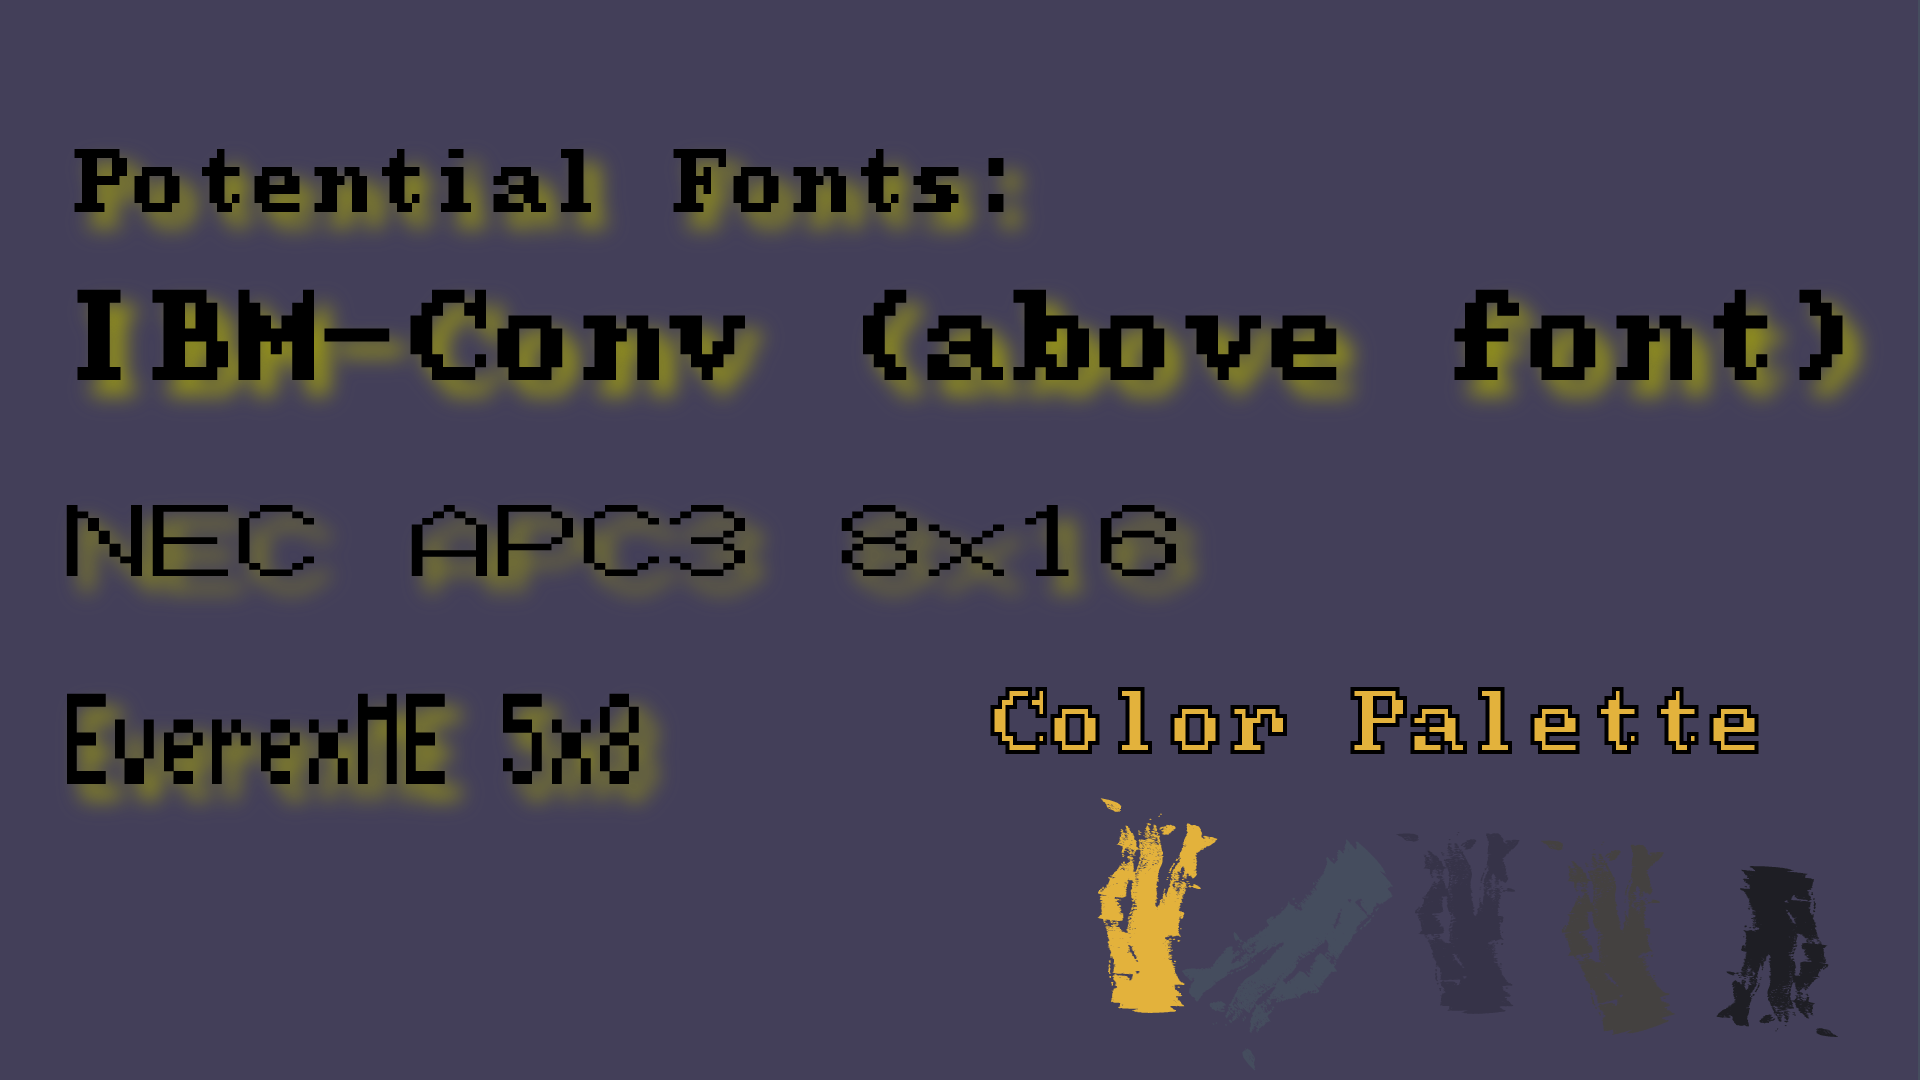 Potential Fonts:
IBM-Conv (above font)
NEC APC3 8x16
EverexME 5x8
Color Palette